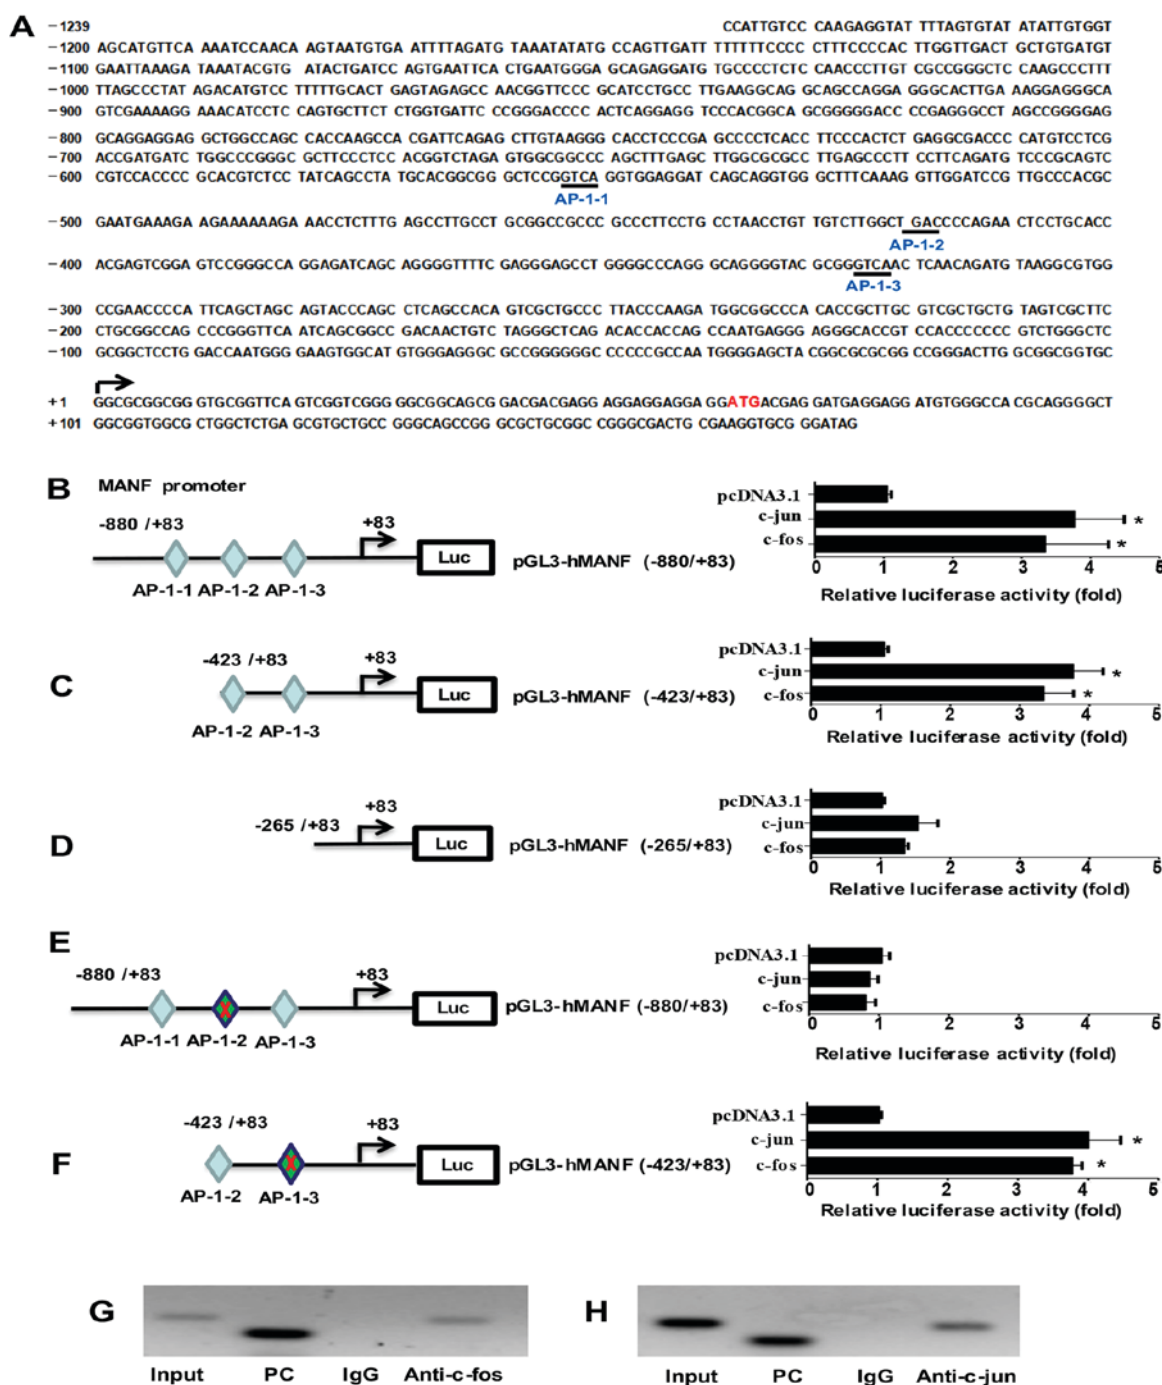 A
-1239 CCATTGTCCC CAAGAGGTAT TTTAGTGTAT ATATTGTGGT
-1200 AGCATGTTCA AAATCCAACA AAGTAATGTGA ATTTTAGATG TAAATATATG CCAGTTGATT TTTTTTCCCC CTTTCCCCAC TTGGTTGACT GCTGTGATGT
-1100 GAATTAAAGA TAAATACGTG ATACTGATCC AGTGAATTCA CTGAATGGGA GCAGAGGATG TGCCCCTCTC CAACCCTTGT CGCCGGGCTC CAAGCCCTTT
-1000 TTAGCCCTAT AGACATGTCC TTTTTGCACT GAGTAGAGCC AACGGTTCCC GCATCCTGCC TTGAAGGCAG GCAGCCAGGA GGGCACTTGA AAGGAGGGCA
-900 GTCGAAAAGG AAACATCCTC CAGTGCTTCT CTGGTGATTC CCGGGACCCC ACTCAGGAGG TCCCACGGCA GCGGGGGACC CCGAGGGCCT AGCCGGGGAG
-800 GCAGGAGGAG GCTGGCCAGC CACCAAGCCA CGATTCAGAG CTTGTAAGGG CACCTCCCGA GCCCCTCACC TTCCCACTCT GAGGCGACCC CATGTCCTCG
-700 ACCGATGATC TGGCCCGGGC GCTTCCCTCC ACGGTCTAGA GTGGCGGCCC AGCTTTGAGC TTGGCGCGCC TTGAGCCCTT CCTTCAGATG TCCCGCAGTC
-600 CGTCCACCCC GCACGTCTCC TATCAGCCTA TGCACGGCGG GCTCCGGTCA GGTGGAGGAT CAGCAGGTGG GCTTTCAAAG GTTGGATCCG TTGCCCACGC
AP-1-1
-500 GAATGAAAGA AGAAAAAAGA AACCTCTTTG AGCCTTGCCT GCGGCCGCCC GCCCTTCCTG CCTAACCTGT TGTCTTGGCT GACCCCAGAA CTCCTGCACC
AP-1-2
-400 ACGAGTCGGA GTCCGGGCCA GGAGATCAGC AGGGGTTTTC GAGGGAGCCT GGGGCCCAGG GCAGGGGTAC GCGGGTCAAC TCAACAGATG TAAGGCGTGG
AP-1-3
-300 CCGAACCCCA TTCAGCTAGC AGTACCCAGC CTCAGCCACA GTCGCTGCCC TTACCCAAGA TGGCGGCCCA CACCGCTTGC GTCGCTGCTG TAGTCGCTTC
-200 CTGCGGCCAG CCCGGGTTCA ATCAGCGGCC GACAACTGTC TAGGGCTCAG ACACCACCAG CCAATGAGGG AGGGCACCGT CCACCCCCCC GTCTGGGCTC
-100 GCGGCTCCTG GACCAATGGG GAAGTGGCAT GTGGGAGGGC GCCGGGGGGC CCCCCGCCAA TGGGGAGCTA CGGCGCGCGG CCGGGACTTG GCGGCGGTGC
+1 GGCGCGGCGG GTGCGGTTCA GTCGGTCGGG GGCGGCAGCG GACGACGAGG AGGAGGAGGA GGATGACGAG GATGAGGAGG ATGTGGGCCA CGCAGGGGCT
+101 GGCGGTGGCG CTGGCTCTGA GCGTGCTGCC GGGCAGCCGG GCGCTGCGGC CGGGCGACTG CGAAGGTGCG GGATAG
B MANF promoter
-880 /+83 +83
Luc pGL3-hMANF (-880/+83)
AP-1-1 AP-1-2 AP-1-3
pcDNA3.1
c-jun *
c-fos *
0 1 2 3 4 5
Relative luciferase activity (fold)
C
-423 /+83 +83
Luc pGL3-hMANF (-423/+83)
AP-1-2 AP-1-3
pcDNA3.1
c-jun *
c-fos *
0 1 2 3 4 5
Relative luciferase activity (fold)
D
-265 /+83 +83
Luc pGL3-hMANF (-265/+83)
pcDNA3.1
c-jun
c-fos
0 1 2 3 4 5
Relative luciferase activity (fold)
E
-880 /+83 +83
X Luc pGL3-hMANF (-880/+83)
AP-1-1 AP-1-2 AP-1-3
pcDNA3.1
c-jun
c-fos
0 1 2 3 4 5
Relative luciferase activity (fold)
F
-423 /+83 +83
X Luc pGL3-hMANF (-423/+83)
AP-1-2 AP-1-3
pcDNA3.1
c-jun *
c-fos *
0 1 2 3 4 5
Relative luciferase activity (fold)
G
Input PC IgG Anti-c-fos
H
Input PC IgG Anti-c-jun